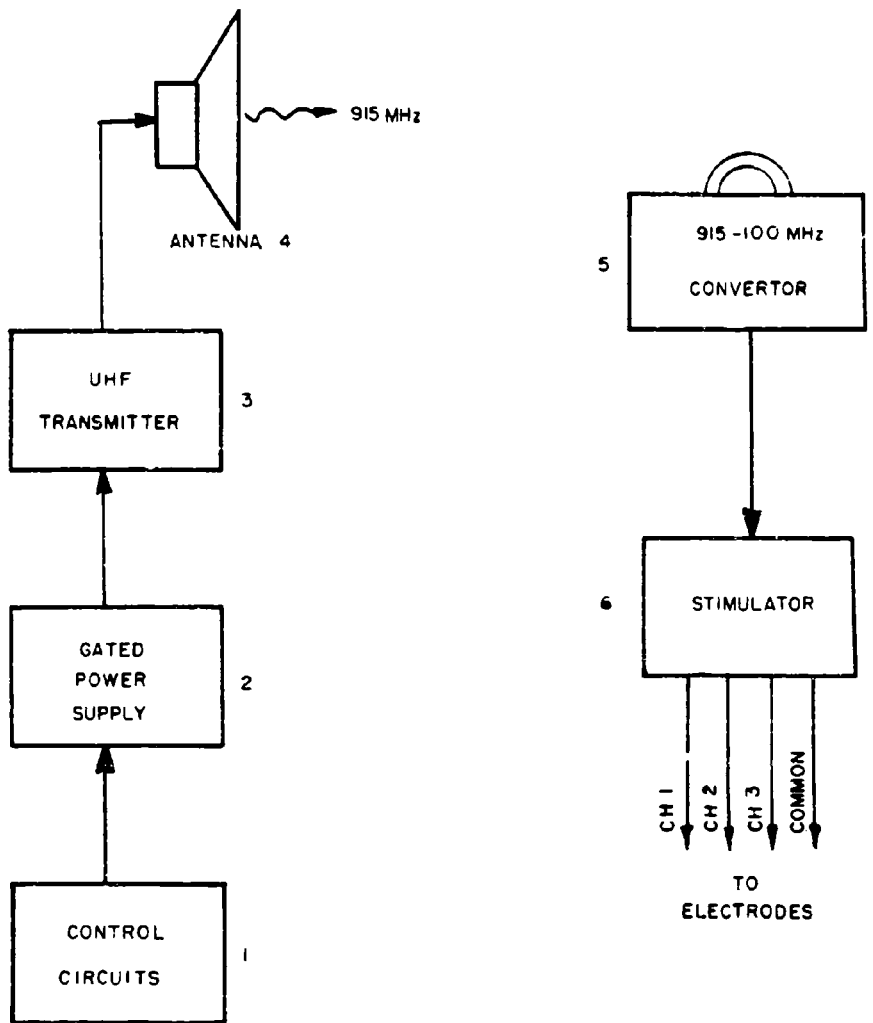 915 MHz
ANTENNA 4
UHF
TRANSMITTER
3
GATED
POWER
SUPPLY
2
CONTROL
CIRCUITS
1
915-100 MHz
CONVERTOR
5
STIMULATOR
6
CH 1
CH 2
CH 3
COMMON
TO
ELECTRODES